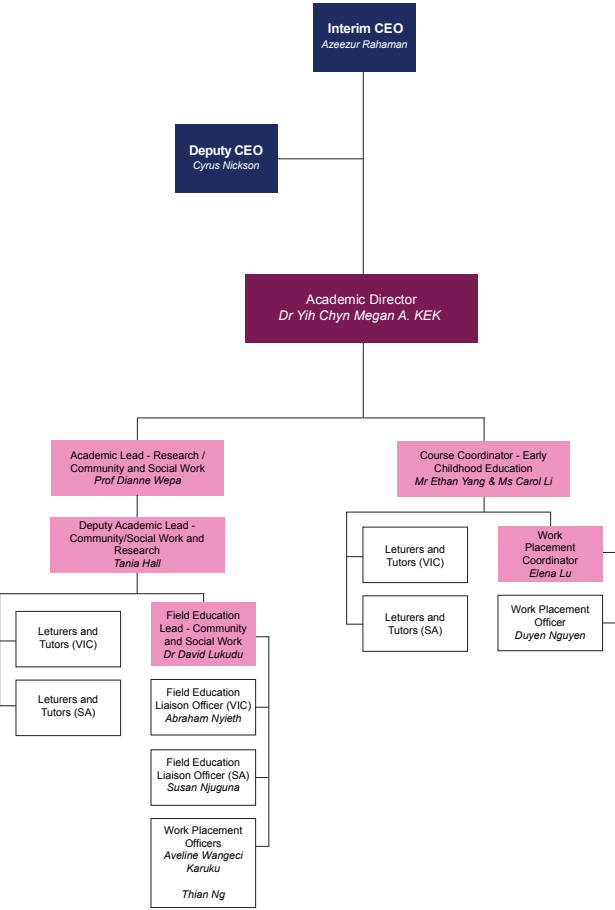 Interim CEO
Azeezur Rahaman
Deputy CEO
Cyrus Nickson
Academic Director
Dr Yih Chyn Megan A. KEK
Academic Lead - Research /
Community and Social Work
Prof Dianne Wepa
Deputy Academic Lead -
Community/Social Work and
Research
Tania Hall
Leturers and
Tutors (VIC)
Leturers and
Tutors (SA)
Field Education
Lead - Community
and Social Work
Dr David Lukudu
Field Education
Liaison Officer (VIC)
Abraham Nyieth
Field Education
Liaison Officer (SA)
Susan Njuguna
Work Placement
Officers
Aveline Wangeci
Karuku
Thian Ng
Course Coordinator - Early
Childhood Education
Mr Ethan Yang & Ms Carol Li
Leturers and
Tutors (VIC)
Leturers and
Tutors (SA)
Work
Placement
Coordinator
Elena Lu
Work Placement
Officer
Duyen Nguyen